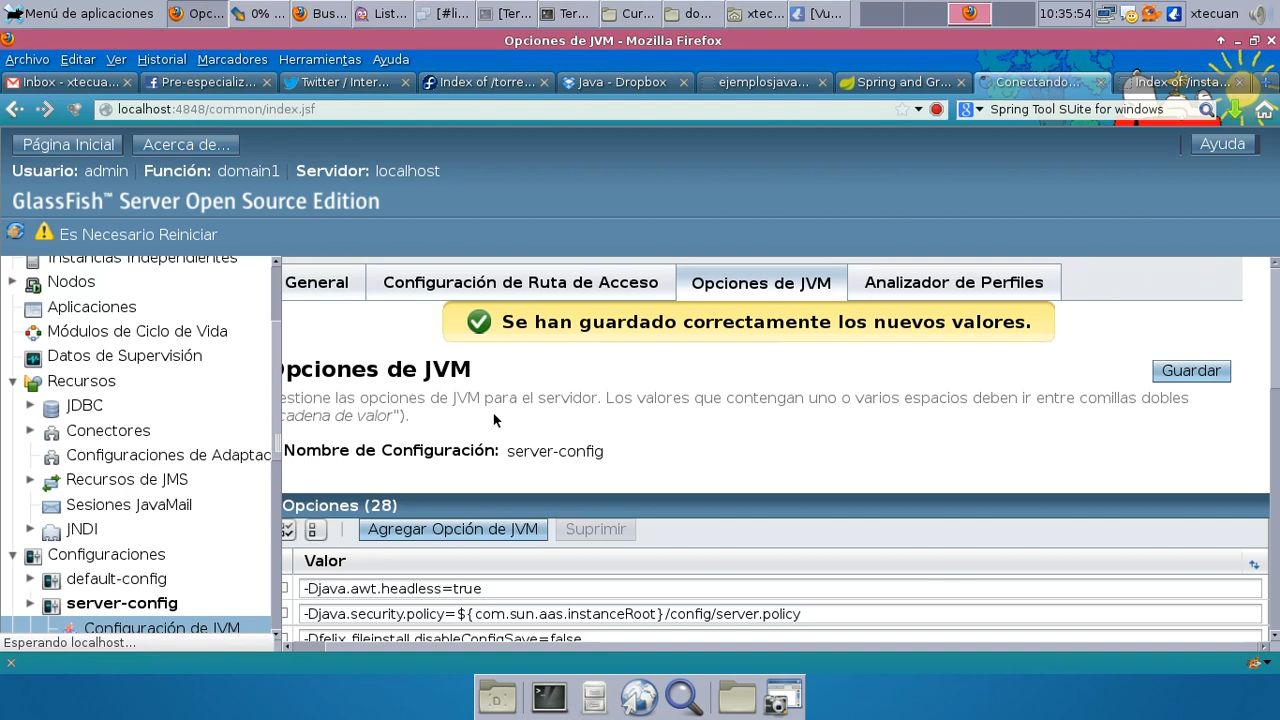 Menú de aplicaciones Opc... 0% ... Bus... List... [#li... [Ter... Ter... Cur... do... xtec... [Vu... 10:35:54 xtecuan
Opciones de JVM - Mozilla Firefox
Archivo Editar Ver Historial Marcadores Herramientas Ayuda
Inbox - xtecua... Pre-especializ... Twitter / Inter... Index of /torre... Java - Dropbox ejemplosjava... Spring and Gr... Conectando... Index of /insta...
localhost:4848/common/index.jsf Spring Tool SUite for windows
Página Inicial Acerca de... Ayuda
Usuario: admin Función: domain1 Servidor: localhost
GlassFish™ Server Open Source Edition
Es Necesario Reiniciar
Instancias Independientes
Nodos
Aplicaciones
Módulos de Ciclo de Vida
Datos de Supervisión
Recursos
JDBC
Conectores
Configuraciones de Adaptac
Recursos de JMS
Sesiones JavaMail
JNDI
Configuraciones
default-config
server-config
Configuración de JVM
Esperando localhost...
General Configuración de Ruta de Acceso Opciones de JVM Analizador de Perfiles
Se han guardado correctamente los nuevos valores.
pciones de JVM Guardar
estione las opciones de JVM para el servidor. Los valores que contengan uno o varios espacios deben ir entre comillas dobles
cadena de valor").
Nombre de Configuración: server-config
Opciones (28)
Agregar Opción de JVM Suprimir
Valor
-Djava.awt.headless=true
-Djava.security.policy=${com.sun.aas.instanceRoot}/config/server.policy
-Dfelix.fileinstall.disableConfigSave=false